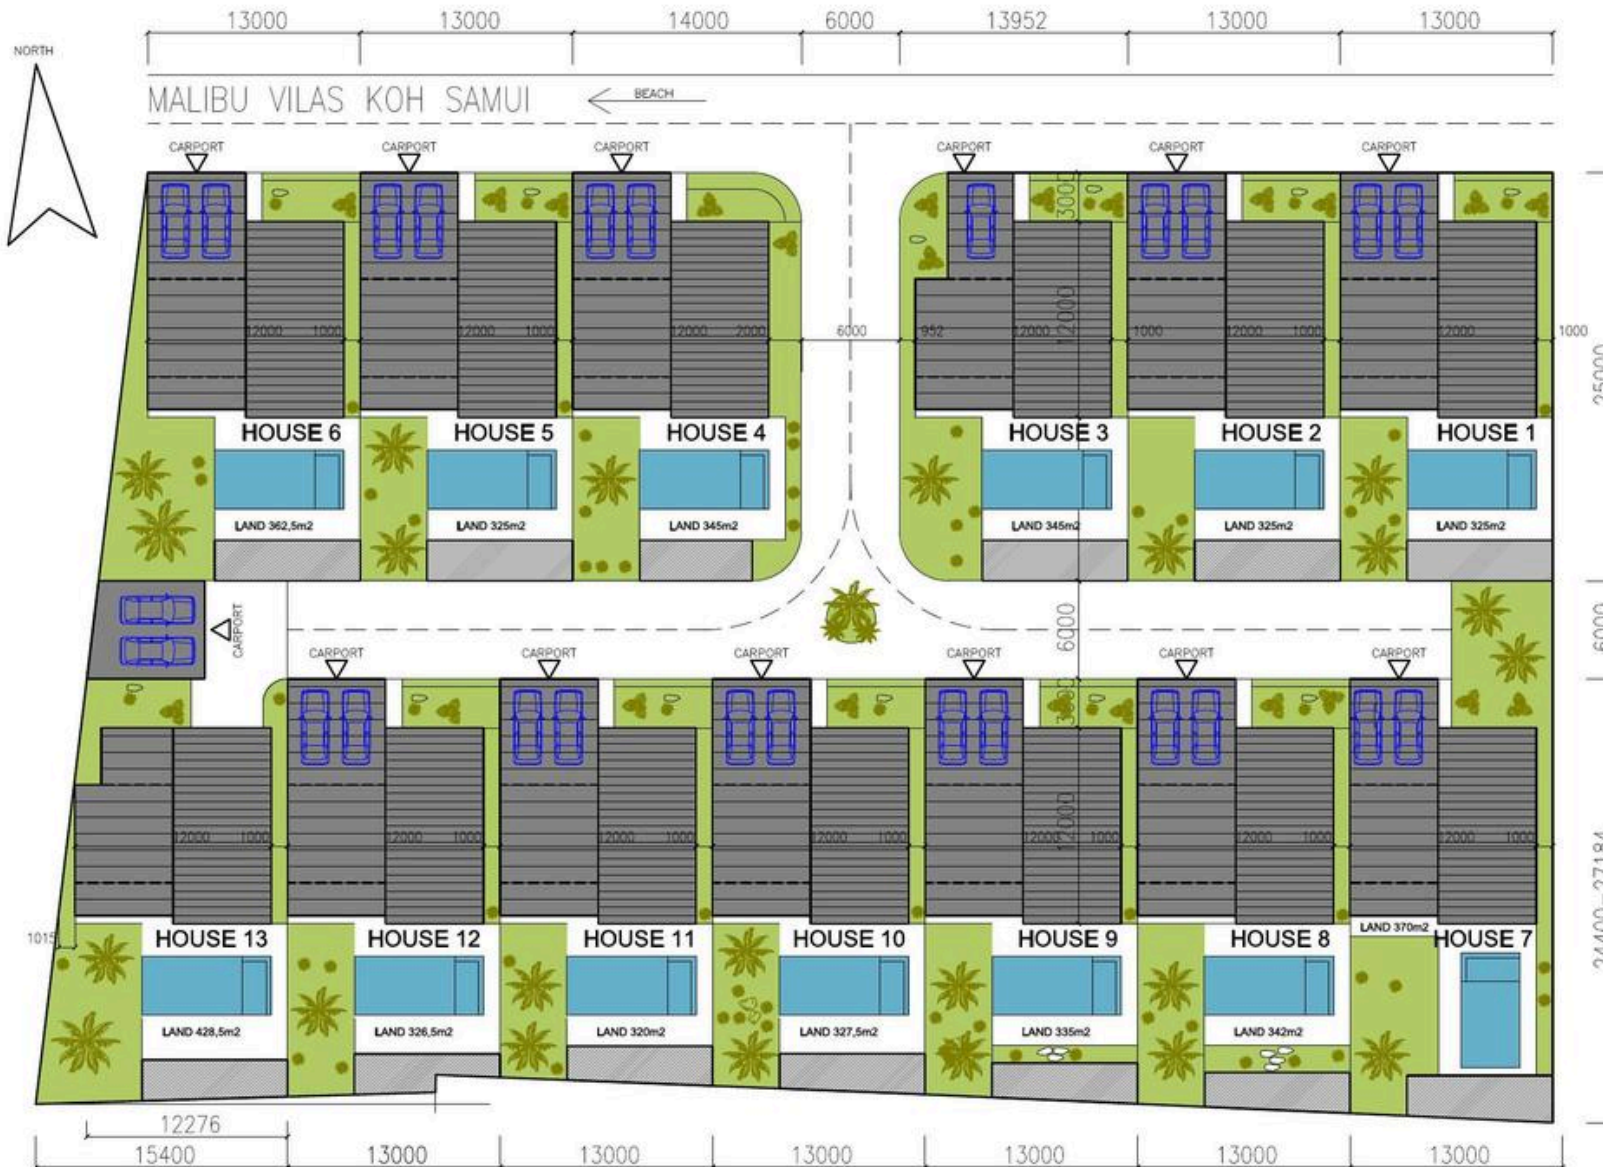 13000 13000 14000 6000 13952 13000 13000
NORTH
MALIBU VILAS KOH SAMUI
BEACH
CARPORT CARPORT CARPORT CARPORT CARPORT CARPORT
3000
12000 1000 12000 1000 12000 2000 6000 952 12000 1000 12000 1000 12000 1000
12000
25000
HOUSE 6 HOUSE 5 HOUSE 4 HOUSE 3 HOUSE 2 HOUSE 1
LAND 362,5m2 LAND 325m2 LAND 345m2 LAND 345m2 LAND 325m2 LAND 325m2
CARPORT
6000
6000
CARPORT CARPORT CARPORT CARPORT CARPORT CARPORT
3000
12000 1000 12000 1000 12000 1000 12000 1000 12000 1000 12000 1000 12000 1000
12000
24400-27184
LAND 370m2
1015
HOUSE 13 HOUSE 12 HOUSE 11 HOUSE 10 HOUSE 9 HOUSE 8 HOUSE 7
LAND 428,5m2 LAND 326,5m2 LAND 320m2 LAND 327,5m2 LAND 335m2 LAND 342m2
12276
15400 13000 13000 13000 13000 13000 13000